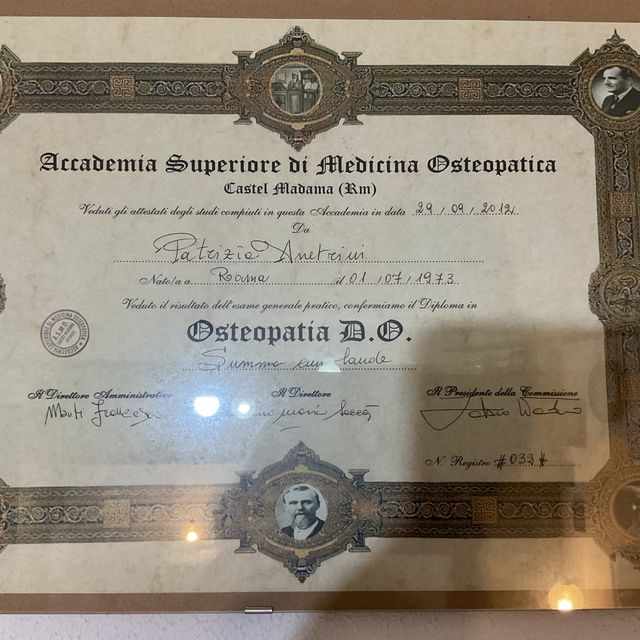 Accademia Superiore di Medicina Osteopatica
Castel Madama (Rm)
Veduti gli attestati degli studi compiuti in questa Accademia in data 29/09/2012
Da
Patrizia Anetrini
Nato/a a Roma il 01/07/1973
Veduto il risultato dell'esame generale pratico, confermiamo il Diploma in
Osteopatia D.O.
Summa cum laude
Il Direttore Amministrativo Il Direttore Il Presidente della Commissione
Monti Francesco
N. Registro #032#